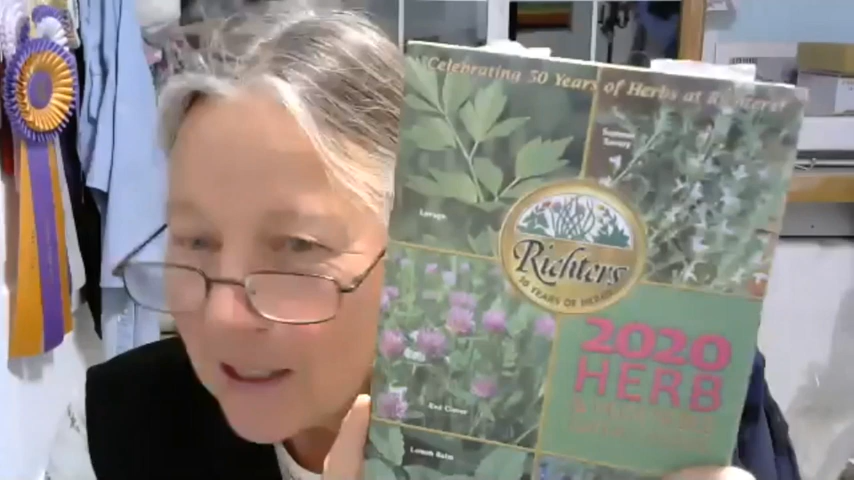 Celebrating 50 Years of Herbs at Richters!
Summer
Savory
Lovage
Richters
50 YEARS OF HERBS
2020
HERB
Red Clover
Lemon Balm